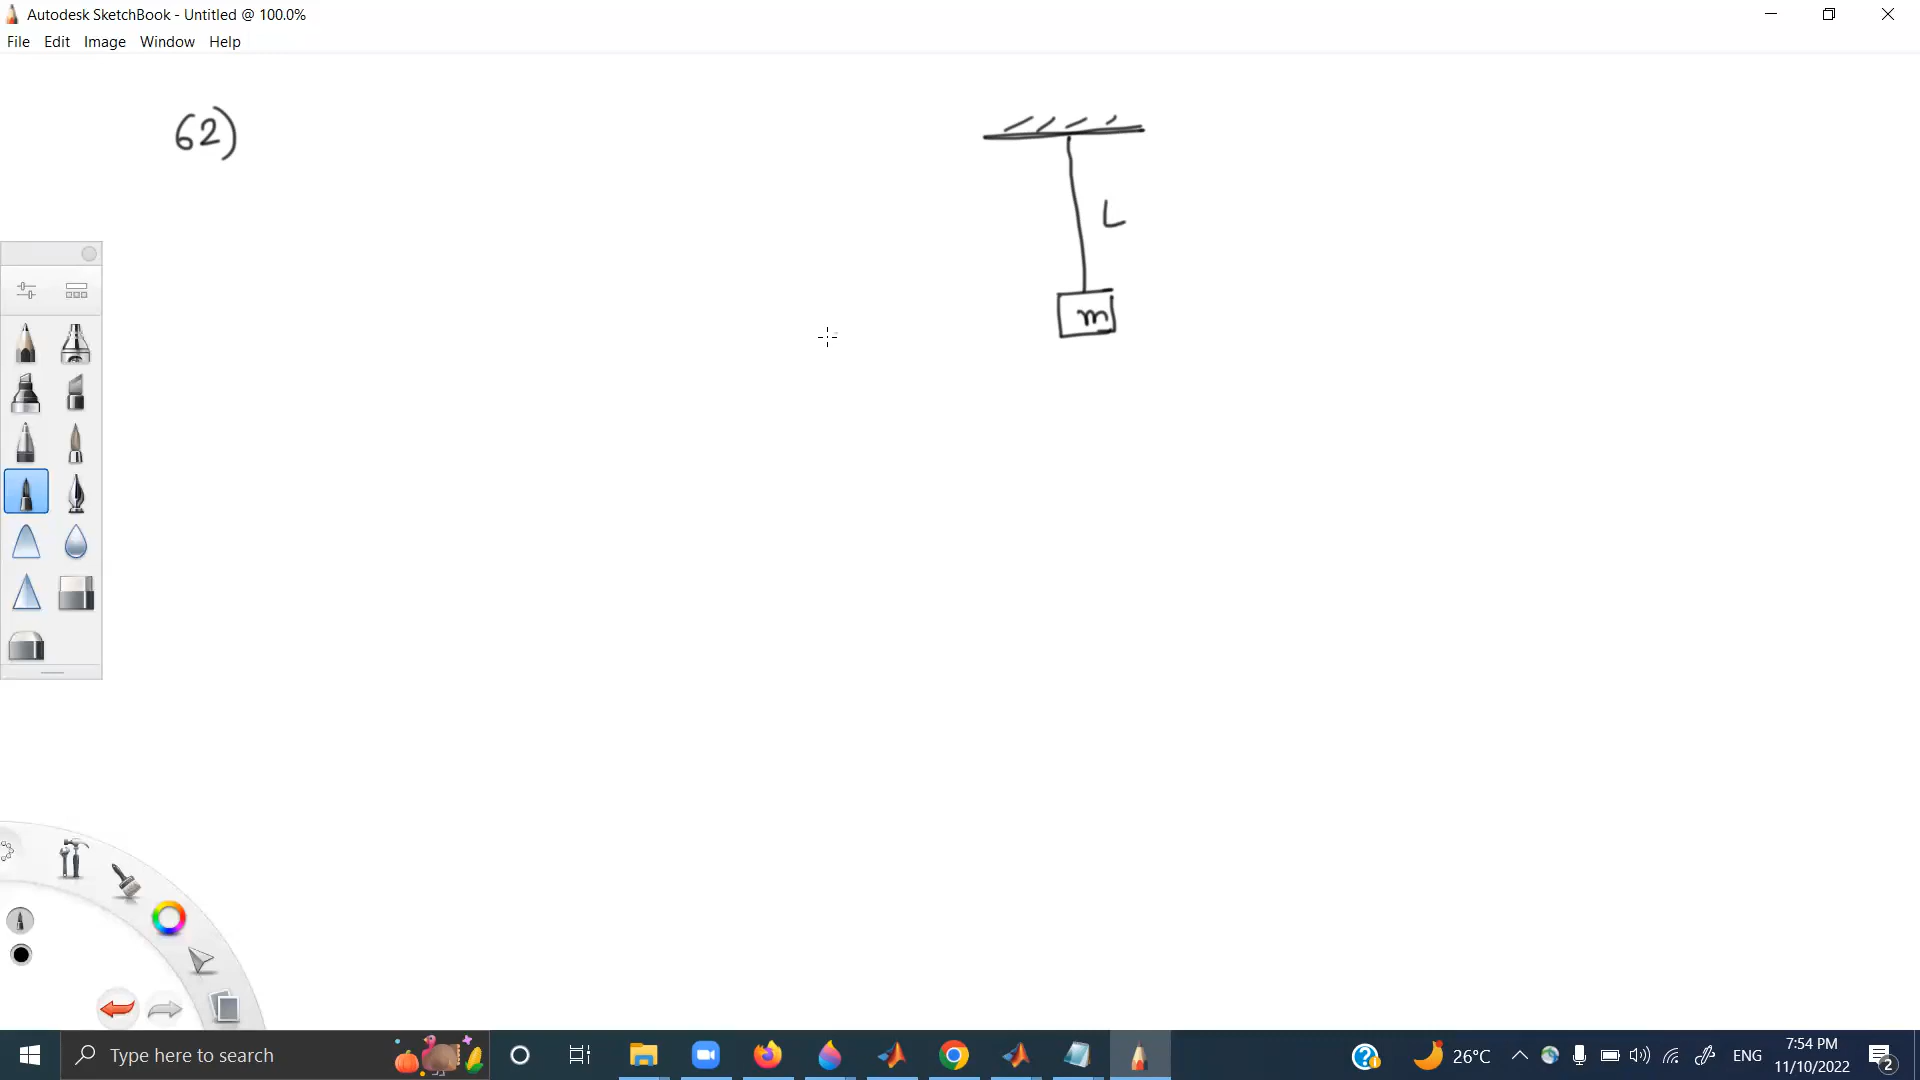 Autodesk SketchBook - Untitled @ 100.0%
File Edit Image Window Help
62)
L
m
Type here to search
26°C
ENG
7:54 PM
11/10/2022
2